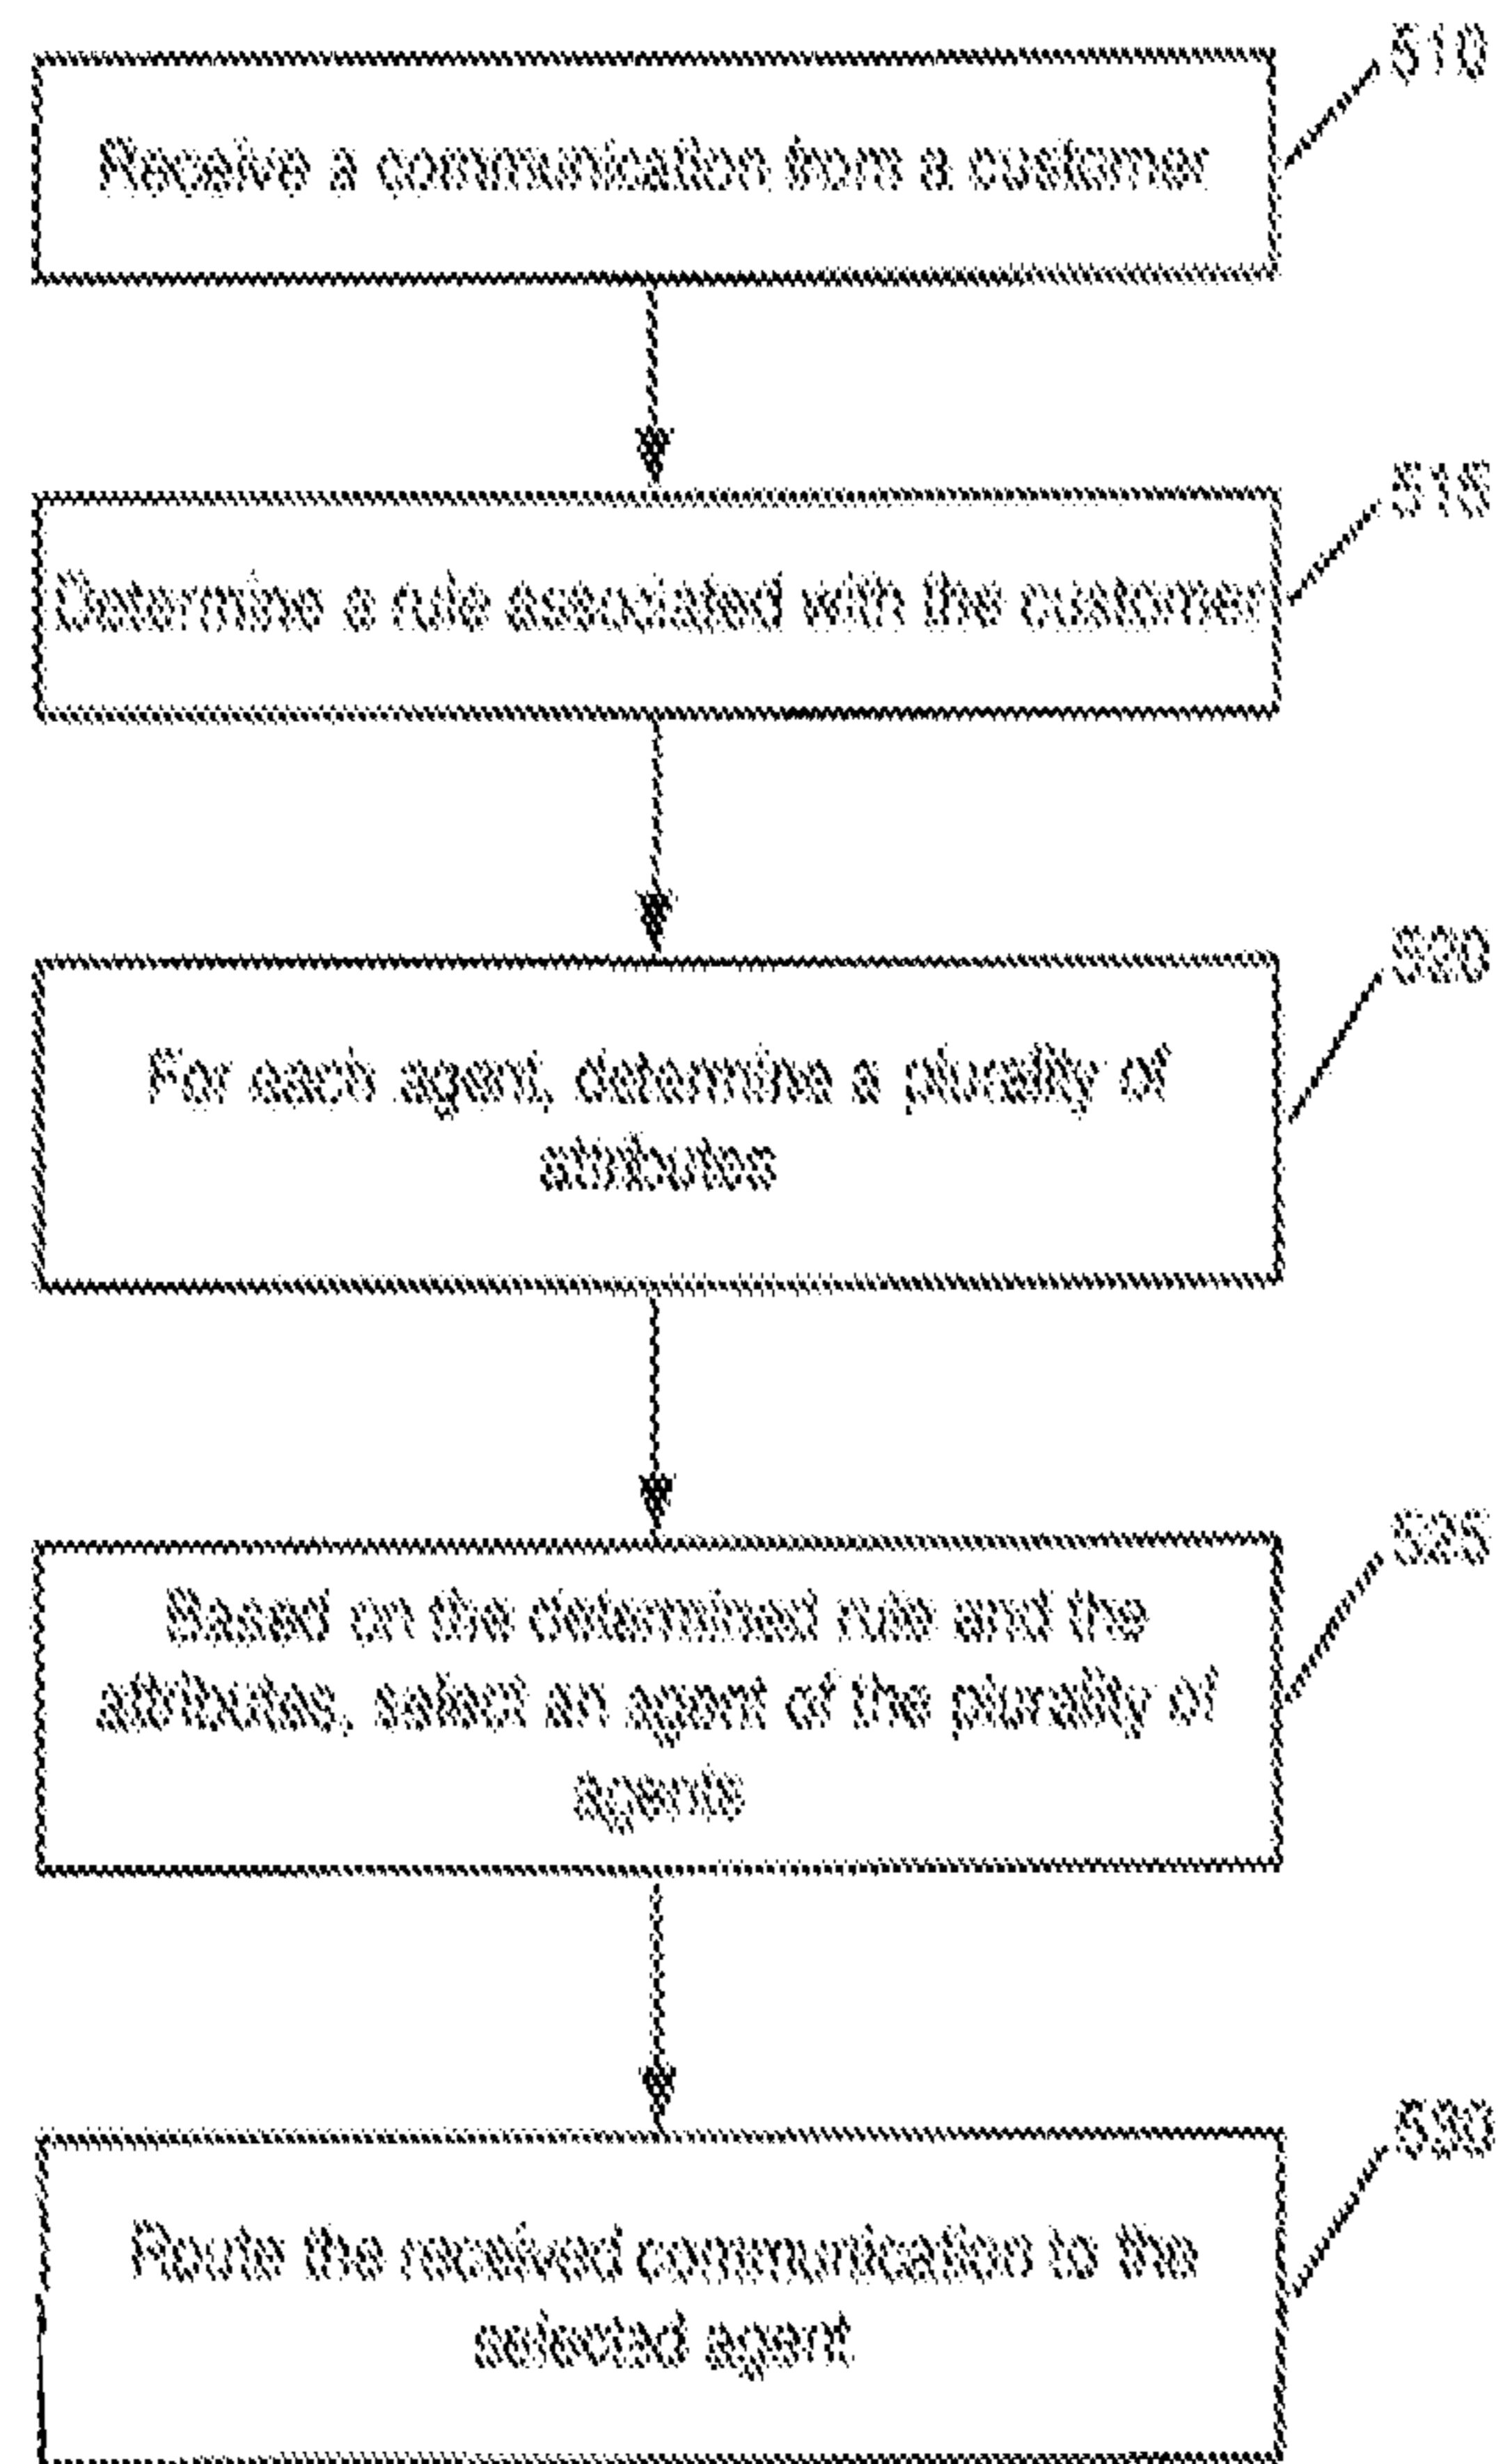 510
Receive a communication from a customer
515
Determine a rule associated with the customer
520
For each agent, determine a plurality of
attributes
525
Based on the determined rule and the
attributes, select an agent of the plurality of
agents
530
Route the received communication to the
selected agent